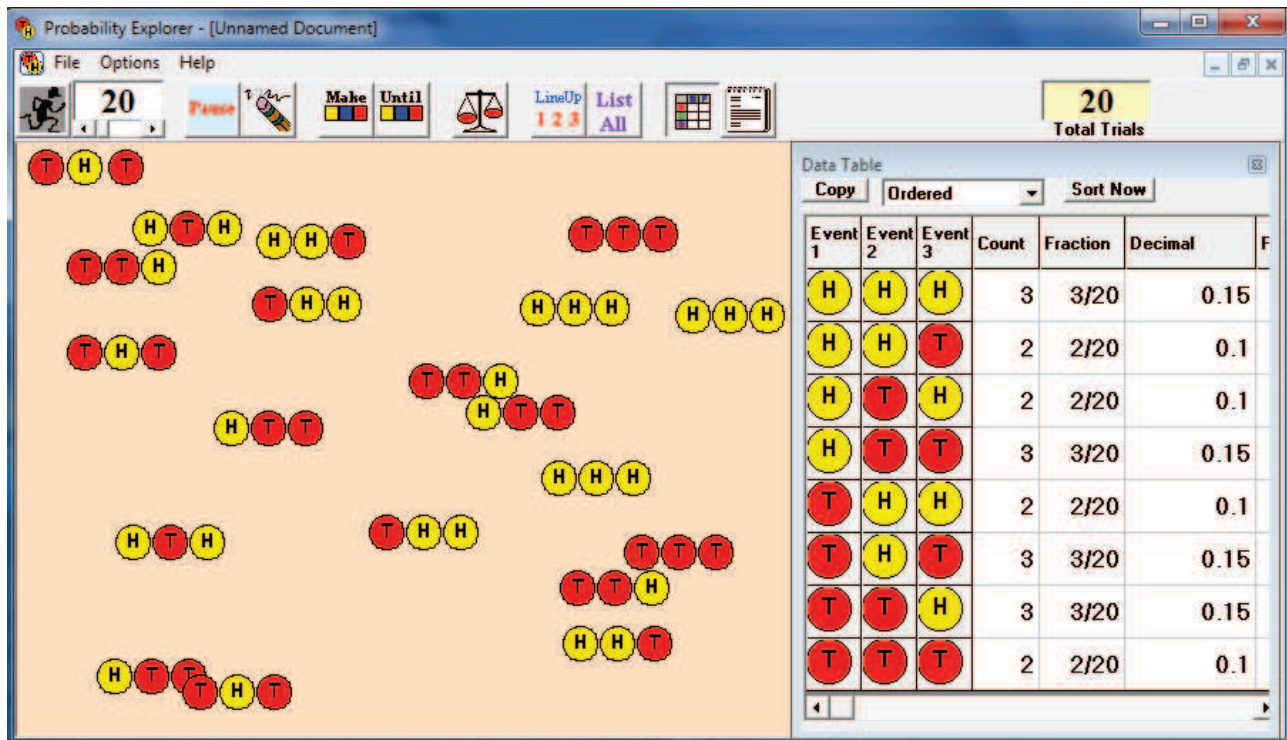 Probability Explorer - [Unnamed Document]
File Options Help
20
Pause
Make
Until
LineUp
1 2 3
List
All
20
Total Trials
T H T
H T H
H H T
T T T
T T H
T H H
H H H
H H H
T H T
T T H
H T T
H T T
H H H
H T H
T H H
T T T
T T H
H H T
H T T
T H T
Data Table
Copy Ordered Sort Now
Event 1 Event 2 Event 3 Count Fraction Decimal F
H H H 3 3/20 0.15
H H T 2 2/20 0.1
H T H 2 2/20 0.1
H T T 3 3/20 0.15
T H H 2 2/20 0.1
T H T 3 3/20 0.15
T T H 3 3/20 0.15
T T T 2 2/20 0.1